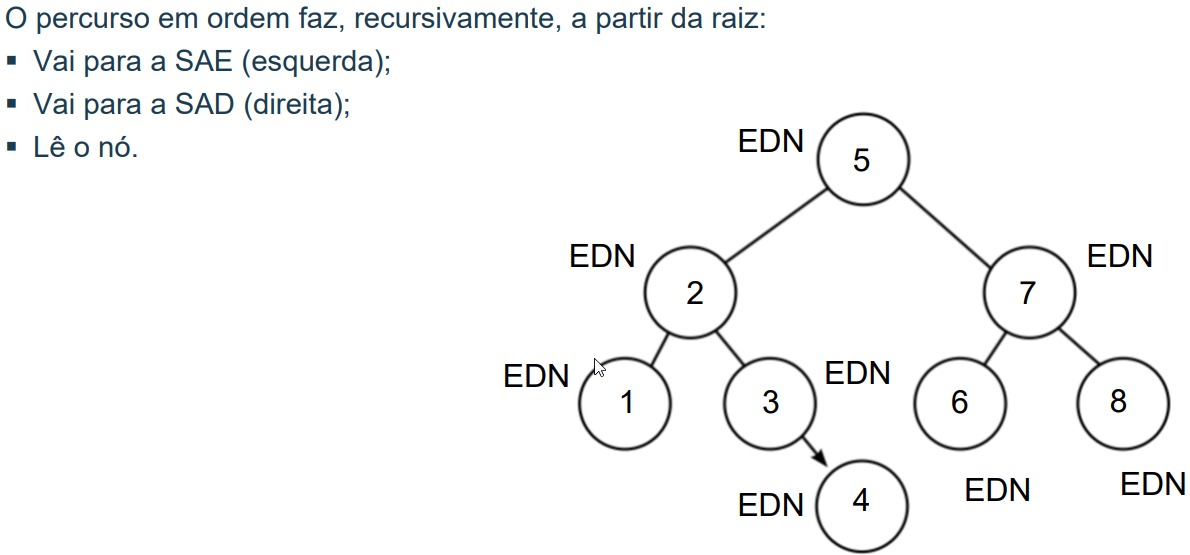 O percurso em ordem faz, recursivamente, a partir da raiz:
▪ Vai para a SAE (esquerda);
▪ Vai para a SAD (direita);
▪ Lê o nó.
EDN 5
EDN 2 7 EDN
EDN 1 3 EDN 6 8
EDN 4 EDN EDN